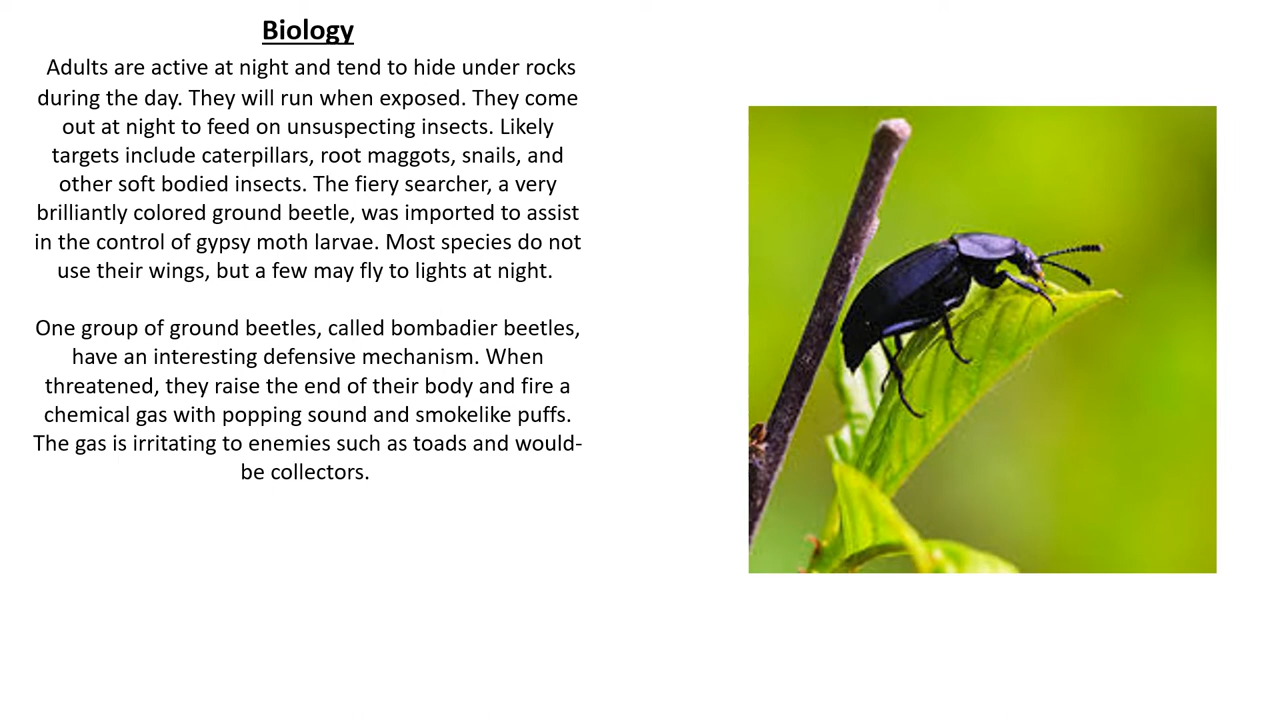 Biology
Adults are active at night and tend to hide under rocks
during the day. They will run when exposed. They come
out at night to feed on unsuspecting insects. Likely
targets include caterpillars, root maggots, snails, and
other soft bodied insects. The fiery searcher, a very
brilliantly colored ground beetle, was imported to assist
in the control of gypsy moth larvae. Most species do not
use their wings, but a few may fly to lights at night.
One group of ground beetles, called bombadier beetles,
have an interesting defensive mechanism. When
threatened, they raise the end of their body and fire a
chemical gas with popping sound and smokelike puffs.
The gas is irritating to enemies such as toads and would-
be collectors.